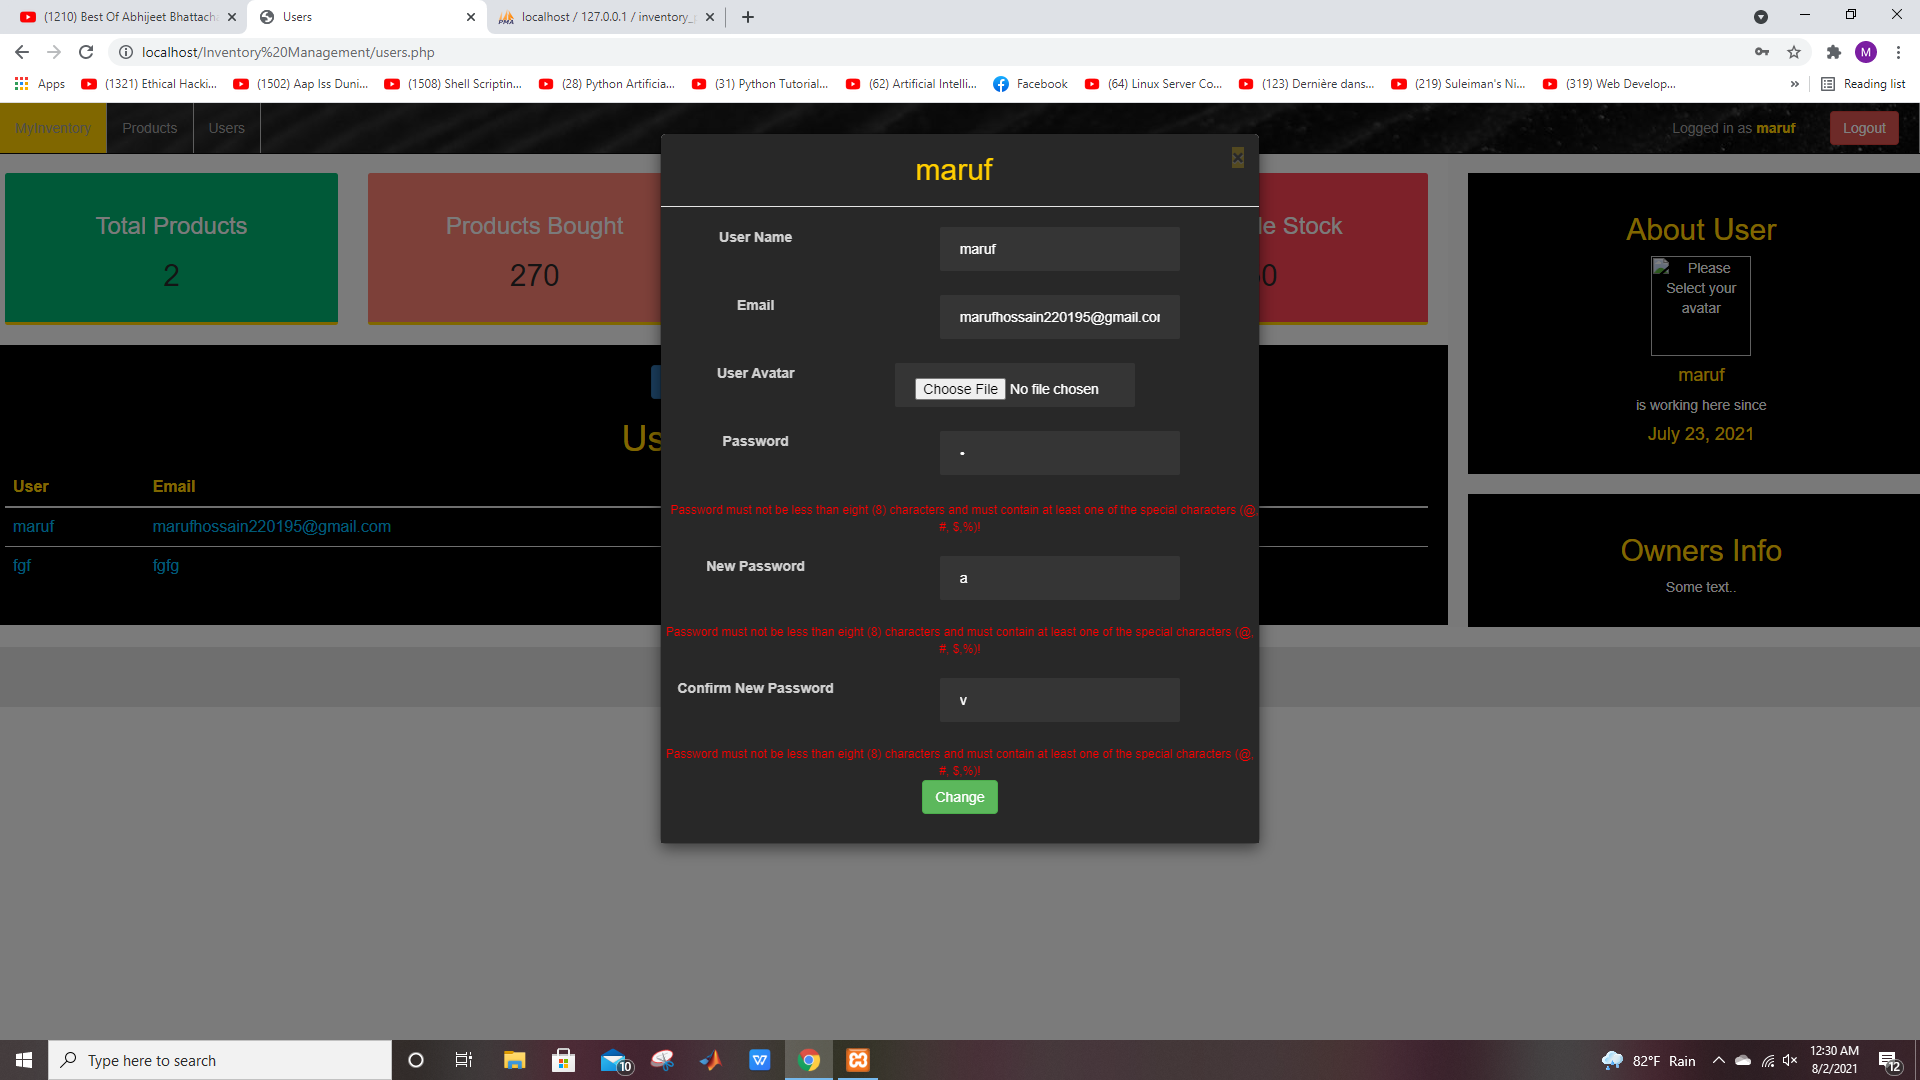 (1210) Best Of Abhijeet Bhattacha
Users
localhost / 127.0.0.1 / inventory_
localhost/Inventory%20Management/users.php
M
Apps
(1321) Ethical Hacki...
(1502) Aap Iss Duni...
(1508) Shell Scriptin...
(28) Python Artificia...
(31) Python Tutorial...
(62) Artificial Intelli...
Facebook
(64) Linux Server Co...
(123) Dernière dans...
(219) Suleiman's Ni...
(319) Web Develop...
»
Reading list
MyInventory
Products
Users
Logged in as maruf
Logout
Total Products
2
Products Bought
270
le Stock
0
maruf
×
User Name
maruf
Email
marufhossain220195@gmail.co
User Avatar
Choose File No file chosen
Password
•
Password must not be less than eight (8) characters and must contain at least one of the special characters (@,
#, $,%)!
New Password
a
Password must not be less than eight (8) characters and must contain at least one of the special characters (@,
#, $,%)!
Confirm New Password
v
Password must not be less than eight (8) characters and must contain at least one of the special characters (@,
#, $,%)!
Change
Us
User
Email
maruf
marufhossain220195@gmail.com
fgf
fgfg
About User
Please
Select your
avatar
maruf
is working here since
July 23, 2021
Owners Info
Some text..
Type here to search
10
W
82°F Rain
12:30 AM
8/2/2021
12